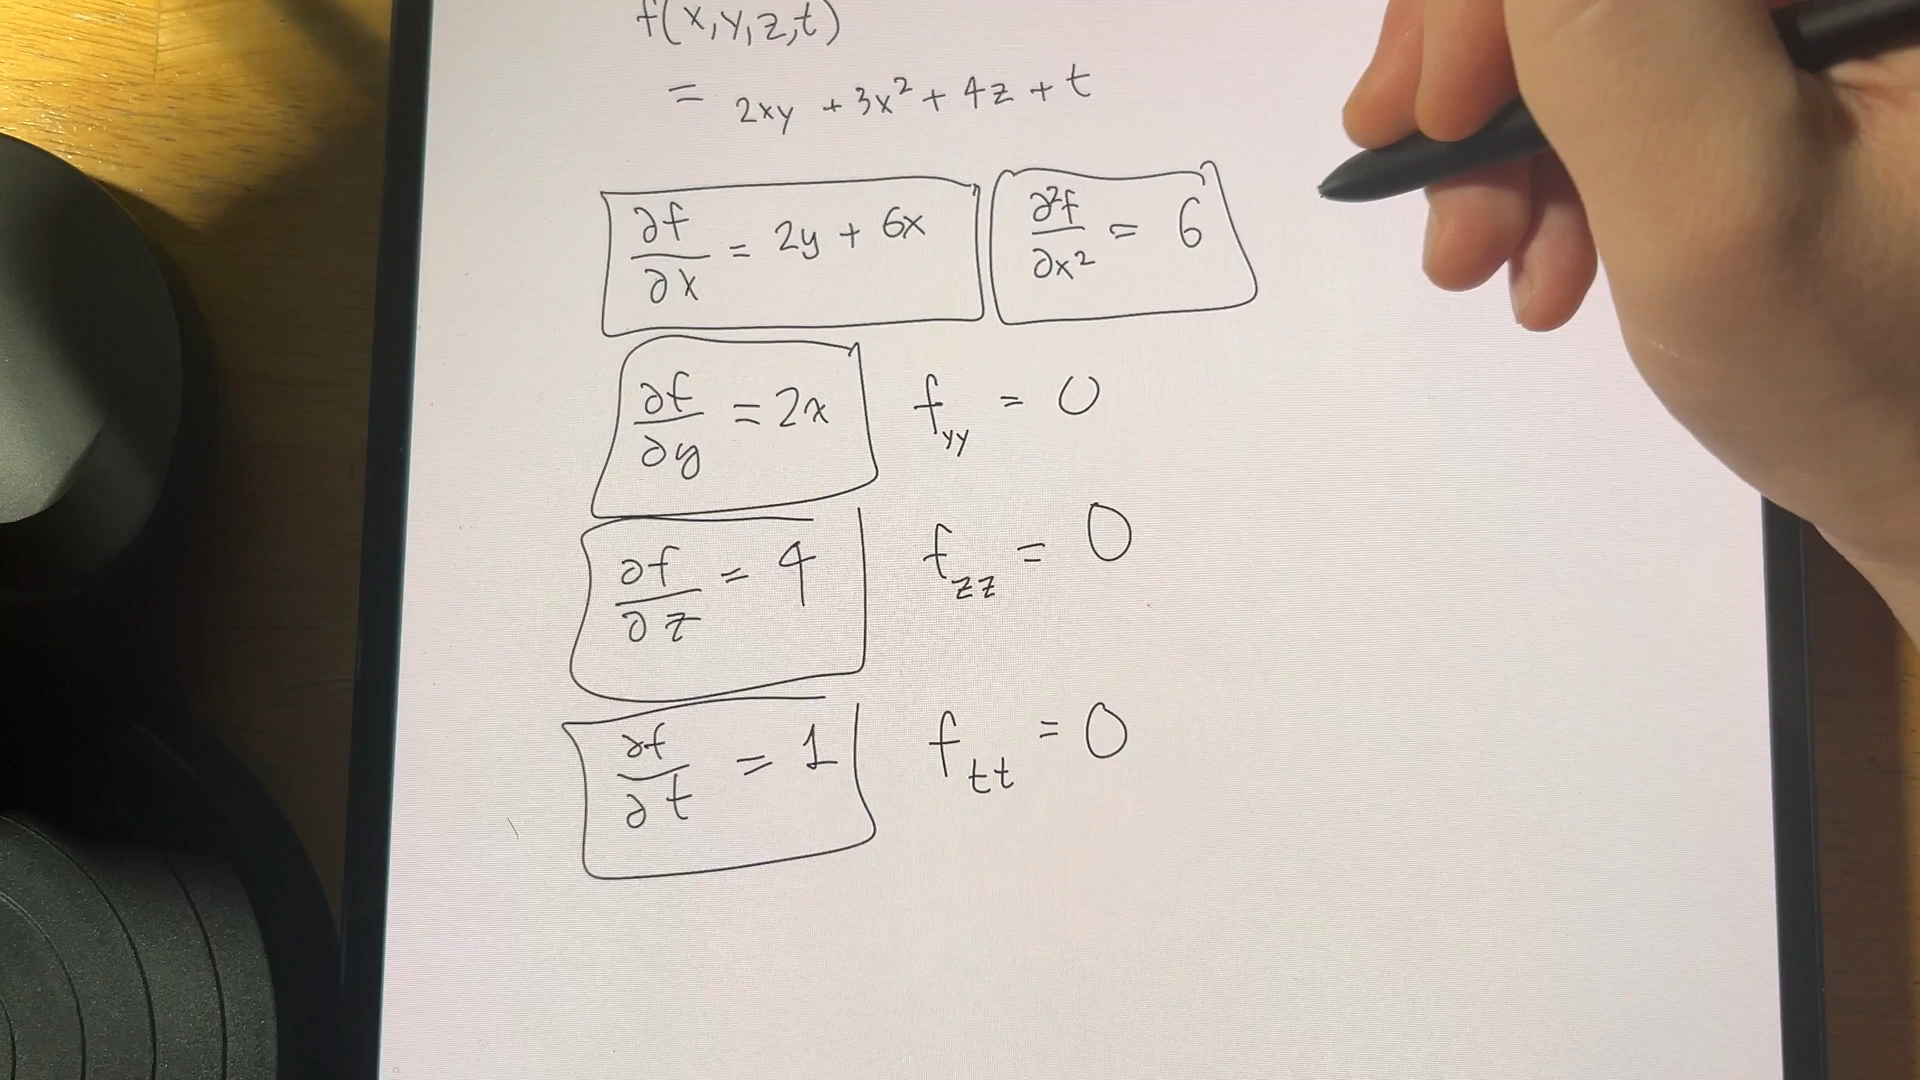 f(x,y,z,t)
= 2xy + 3x² + 4z + t
∂f/∂x = 2y + 6x
∂²f/∂x² = 6
∂f/∂y = 2x
f_yy = 0
∂f/∂z = 4
f_zz = 0
∂f/∂t = 1
f_tt = 0